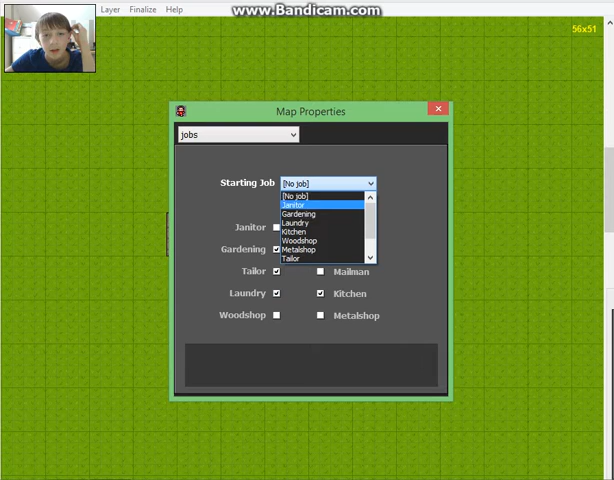 Layer Finalize Help
www.Bandicam.com
56x51
Map Properties
jobs
Starting Job [No job]
[No job]
Janitor
Gardening
Laundry
Kitchen
Woodshop
Metalshop
Tailor
Janitor
Gardening
Tailor Mailman
Laundry Kitchen
Woodshop Metalshop